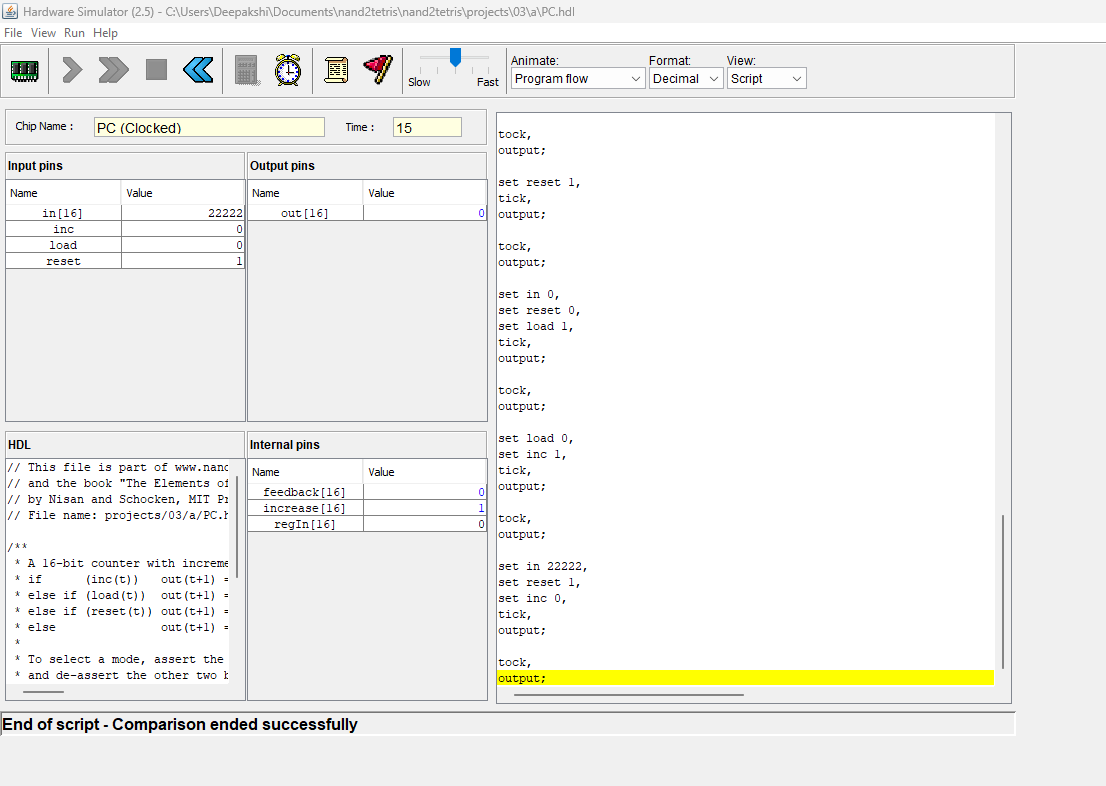 Hardware Simulator (2.5) - C:\Users\Deepakshi\Documents\nand2tetris\nand2tetris\projects\03\a\PC.hdl
File View Run Help
Slow Fast
Animate: Format: View:
Program flow Decimal Script
Chip Name : PC (Clocked) Time : 15
Input pins
Name Value
in[16] 22222
inc 0
load 0
reset 1
Output pins
Name Value
out[16] 0
HDL
// This file is part of www.nand
// and the book "The Elements of
// by Nisan and Schocken, MIT Pr
// File name: projects/03/a/PC.h
/**
* A 16-bit counter with increme
* if (inc(t)) out(t+1) =
* else if (load(t)) out(t+1) =
* else if (reset(t)) out(t+1) =
* else out(t+1) =
*
* To select a mode, assert the
* and de-assert the other two b
Internal pins
Name Value
feedback[16] 0
increase[16] 1
regIn[16] 0
tock,
output;
set reset 1,
tick,
output;
tock,
output;
set in 0,
set reset 0,
set load 1,
tick,
output;
tock,
output;
set load 0,
set inc 1,
tick,
output;
tock,
output;
set in 22222,
set reset 1,
set inc 0,
tick,
output;
tock,
output;
End of script - Comparison ended successfully